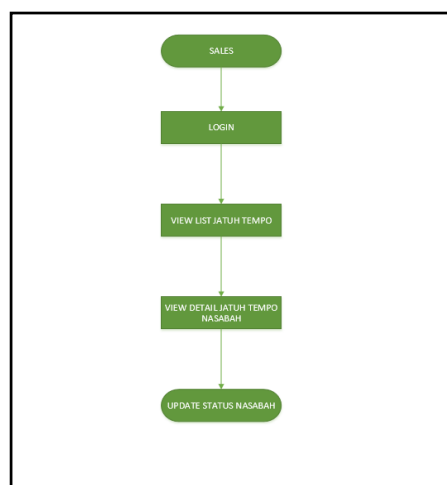 SALES
LOGIN
VIEW LIST JATUH TEMPO
VIEW DETAIL JATUH TEMPO
NASABAH
UPDATE STATUS NASABAH